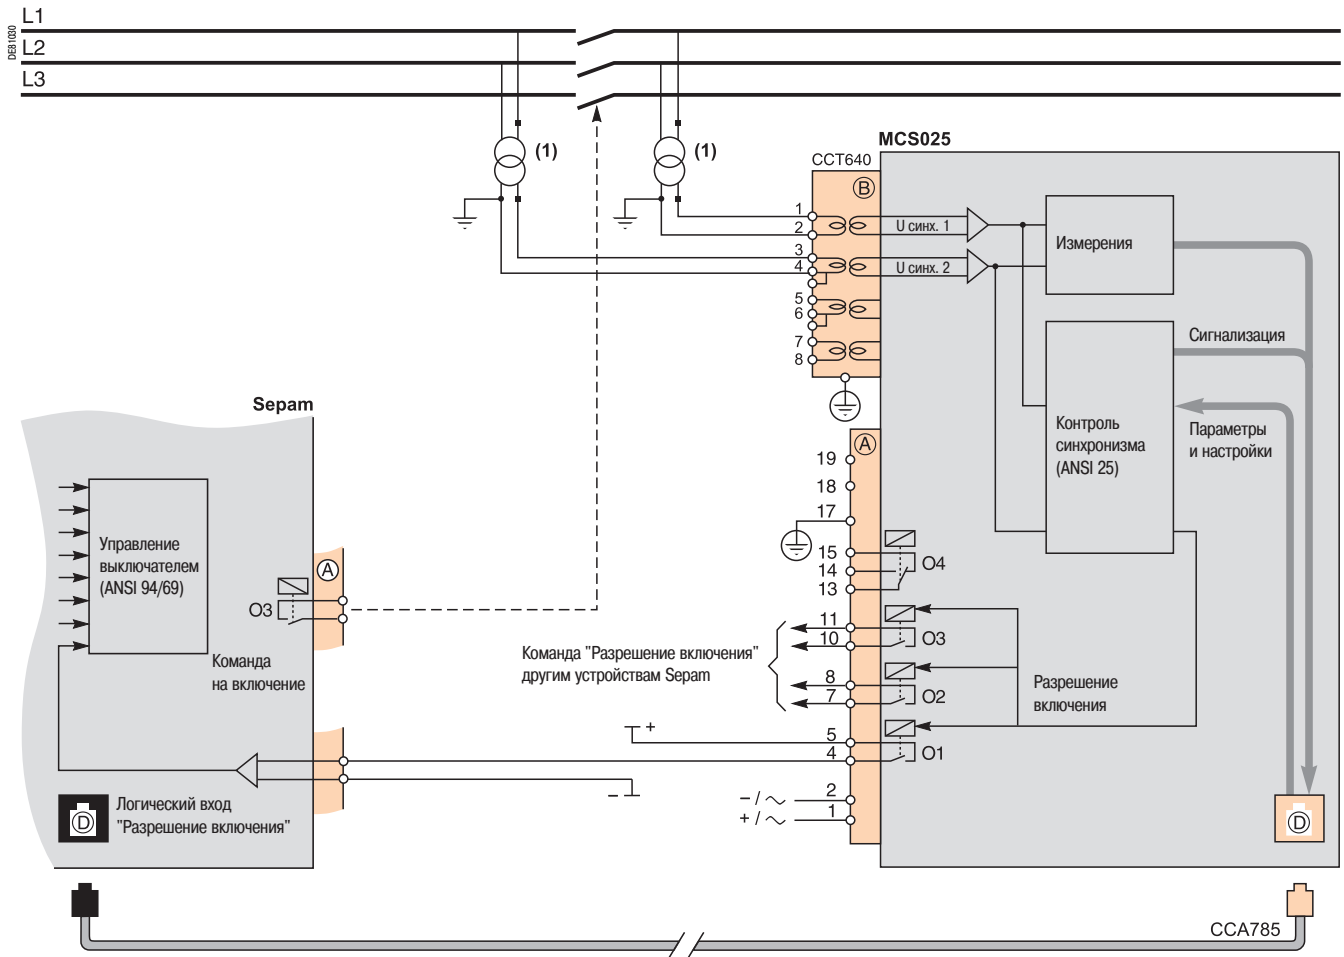 L1
DE81030
L2
L3
(1)
(1)
MCS025
CCT640
B
1
2
U синх. 1
3
4
U синх. 2
5
6
7
8
Измерения
Сигнализация
Параметры
и настройки
Контроль
синхронизма
(ANSI 25)
Sepam
Управление
выключателем
(ANSI 94/69)
A
O3
Команда
на включение
A
19
18
17
15
14
13
O4
11
10
O3
Команда "Разрешение включения"
другим устройствам Sepam
8
7
O2
Разрешение
включения
+
5
4
O1
–
– / ∼
2
+ / ∼
1
D
Логический вход
"Разрешение включения"
D
CCA785